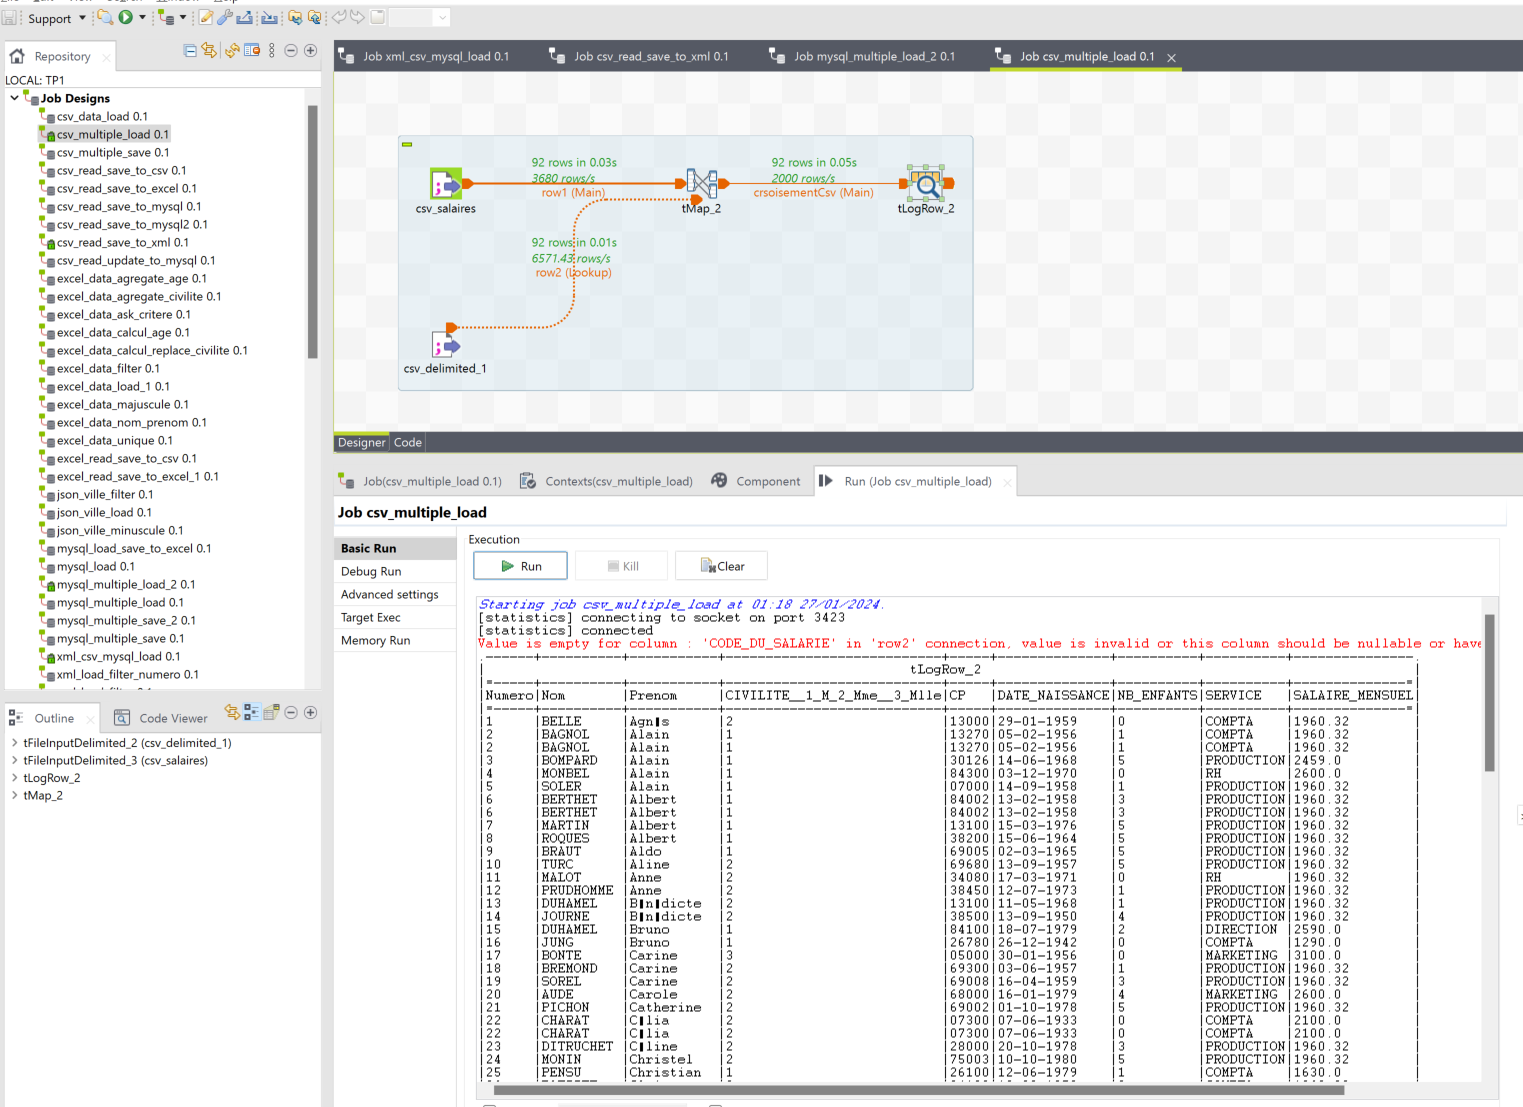 Support
Repository
LOCAL: TP1
Job Designs
csv_data_load 0.1
csv_multiple_load 0.1
csv_multiple_save 0.1
csv_read_save_to_csv 0.1
csv_read_save_to_excel 0.1
csv_read_save_to_mysql 0.1
csv_read_save_to_mysql2 0.1
csv_read_save_to_xml 0.1
csv_read_update_to_mysql 0.1
excel_data_agregate_age 0.1
excel_data_agregate_civilite 0.1
excel_data_ask_critere 0.1
excel_data_calcul_age 0.1
excel_data_calcul_replace_civilite 0.1
excel_data_filter 0.1
excel_data_load_1 0.1
excel_data_majuscule 0.1
excel_data_nom_prenom 0.1
excel_data_unique 0.1
excel_read_save_to_csv 0.1
excel_read_save_to_excel_1 0.1
json_ville_filter 0.1
json_ville_load 0.1
json_ville_minuscule 0.1
mysql_load_save_to_excel 0.1
mysql_load 0.1
mysql_multiple_load_2 0.1
mysql_multiple_load 0.1
mysql_multiple_save_2 0.1
mysql_multiple_save 0.1
xml_csv_mysql_load 0.1
xml_load_filter_numero 0.1
Outline
Code Viewer
tFileInputDelimited_2 (csv_delimited_1)
tFileInputDelimited_3 (csv_salaires)
tLogRow_2
tMap_2
Job xml_csv_mysql_load 0.1
Job csv_read_save_to_xml 0.1
Job mysql_multiple_load_2 0.1
Job csv_multiple_load 0.1
92 rows in 0.03s
3680 rows/s
row1 (Main)
92 rows in 0.05s
2000 rows/s
crsoisementCsv (Main)
csv_salaires
tMap_2
tLogRow_2
92 rows in 0.01s
6571.43 rows/s
row2 (Lookup)
csv_delimited_1
Designer
Code
Job(csv_multiple_load 0.1)
Contexts(csv_multiple_load)
Component
Run (Job csv_multiple_load)
Job csv_multiple_load
Basic Run
Debug Run
Advanced settings
Target Exec
Memory Run
Execution
Run
Kill
Clear
Starting job csv_multiple_load at 01:18 27/01/2024.
[statistics] connecting to socket on port 3423
[statistics] connected
Value is empty for column : 'CODE_DU_SALARIE' in 'row2' connection, value is invalid or this column should be nullable or have
tLogRow_2
|Numero|Nom |Prenom |CIVILITE__1_M_2_Mme__3_Mlle|CP |DATE_NAISSANCE|NB_ENFANTS|SERVICE |SALAIRE_MENSUEL|
|1 |BELLE | |2 |13000|29-01-1959|0 |COMPTA |1960.32
|2 |BAGNOL |Alain |1 |13270|05-02-1956|1 |COMPTA |1960.32
|2 |BAGNOL |Alain |1 |13270|05-02-1956|1 |COMPTA |1960.32
|3 |BOMPARD |Alain |1 |30126|14-06-1968|5 |PRODUCTION|2459.0
|4 |MONBEL |Alain |1 |84300|03-12-1970|0 |RH |2600.0
|5 |SOLER |Alain |1 |07000|14-09-1958|1 |PRODUCTION|1960.32
|6 |BERTHET |Albert |1 |84002|13-02-1958|3 |PRODUCTION|1960.32
|6 |BERTHET |Albert |1 |84002|13-02-1958|3 |PRODUCTION|1960.32
|7 |MARTIN |Albert |1 |13100|15-03-1976|5 |PRODUCTION|1960.32
|8 |ROQUES |Albert |1 |38200|15-06-1964|5 |PRODUCTION|1960.32
|9 |BRAUT |Aldo |1 |69005|02-03-1965|5 |PRODUCTION|1960.32
|10 |TURC |Aline |2 |69680|13-09-1957|5 |PRODUCTION|1960.32
|11 |MALOT |Anne |2 |34080|17-03-1971|0 |RH |1960.32
|12 |PRUDHOMME |Anne |2 |38450|12-07-1973|1 |PRODUCTION|1960.32
|13 |DUHAMEL | |2 |13100|11-05-1968|1 |PRODUCTION|1960.32
|14 |JOURNE | |2 |38500|13-09-1950|4 |PRODUCTION|1960.32
|15 |DUHAMEL |Bruno |1 |84100|18-07-1979|2 |DIRECTION |2590.0
|16 |JUNG |Bruno |1 |26780|26-12-1942|0 |COMPTA |1290.0
|17 |BONTE |Carine |3 |05000|30-01-1956|0 |MARKETING |3100.0
|18 |BREMOND |Carine |2 |69300|03-06-1957|1 |PRODUCTION|1960.32
|19 |SOREL |Carine |2 |69008|16-04-1959|3 |PRODUCTION|1960.32
|20 |AUDE |Carole |2 |68000|16-01-1979|4 |MARKETING |2600.0
|21 |PICHON |Catherine |2 |69002|01-10-1978|5 |PRODUCTION|1960.32
|22 |CHARAT | |2 |07300|07-06-1933|0 |COMPTA |2100.0
|22 |CHARAT | |2 |07300|07-06-1933|0 |COMPTA |2100.0
|23 |DITRUCHET | |2 |28000|20-10-1978|3 |PRODUCTION|1960.32
|24 |MONIN |Christel |2 |75003|10-10-1980|5 |PRODUCTION|1960.32
|25 |PENSU |Christian |1 |26100|12-06-1979|1 |COMPTA |1630.0